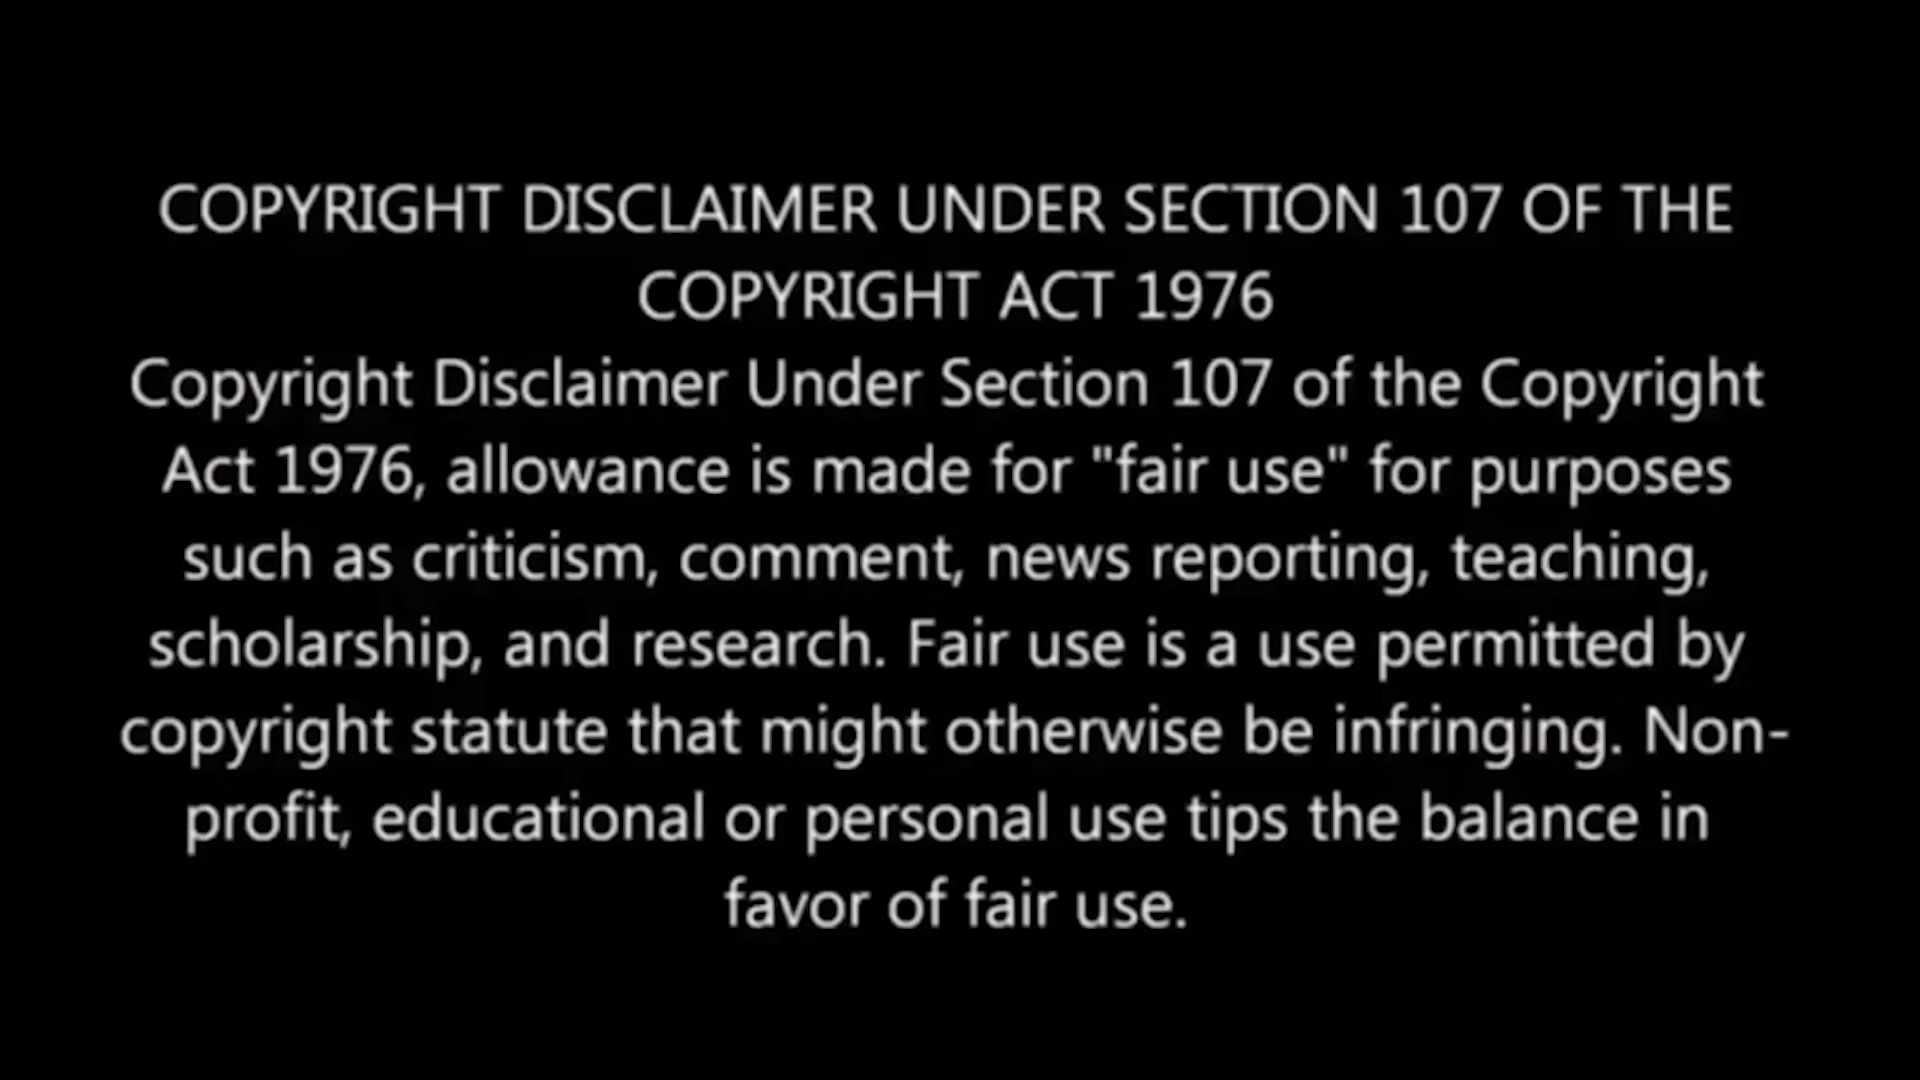 COPYRIGHT DISCLAIMER UNDER SECTION 107 OF THE
COPYRIGHT ACT 1976
Copyright Disclaimer Under Section 107 of the Copyright
Act 1976, allowance is made for "fair use" for purposes
such as criticism, comment, news reporting, teaching,
scholarship, and research. Fair use is a use permitted by
copyright statute that might otherwise be infringing. Non-
profit, educational or personal use tips the balance in
favor of fair use.